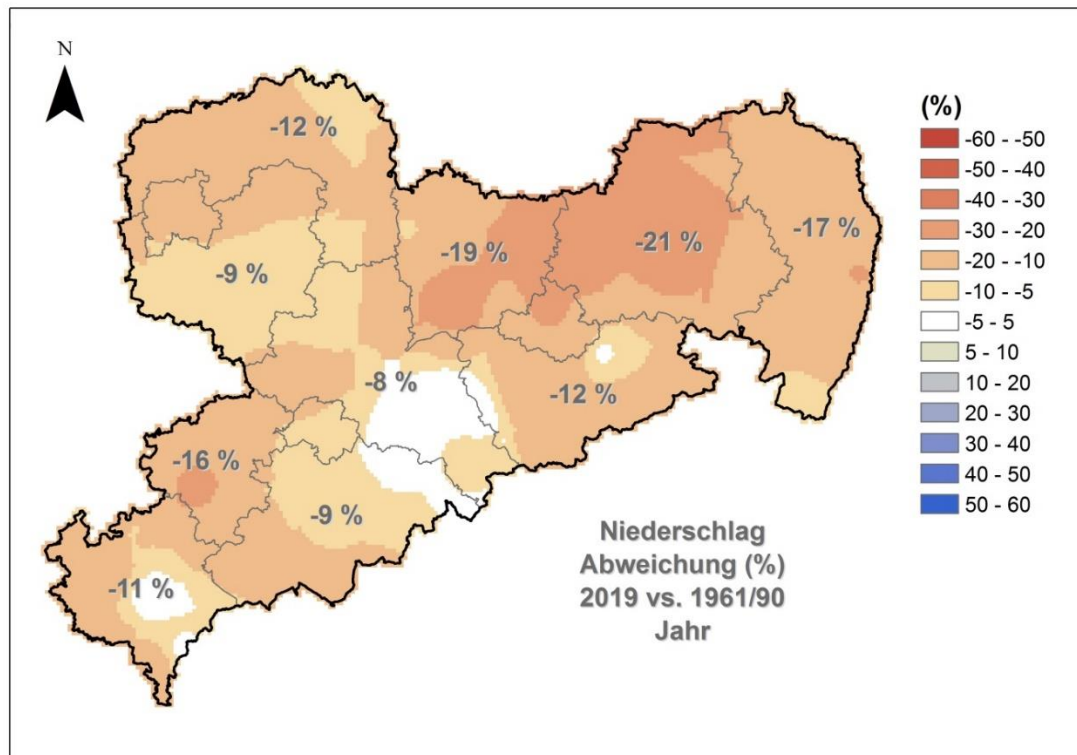 N
-12 %
-9 %
-19 %
-21 %
-17 %
-8 %
-12 %
-16 %
-9 %
-11 %
(%)
-60 - -50
-50 - -40
-40 - -30
-30 - -20
-20 - -10
-10 - -5
-5 - 5
5 - 10
10 - 20
20 - 30
30 - 40
40 - 50
50 - 60
Niederschlag
Abweichung (%)
2019 vs. 1961/90
Jahr